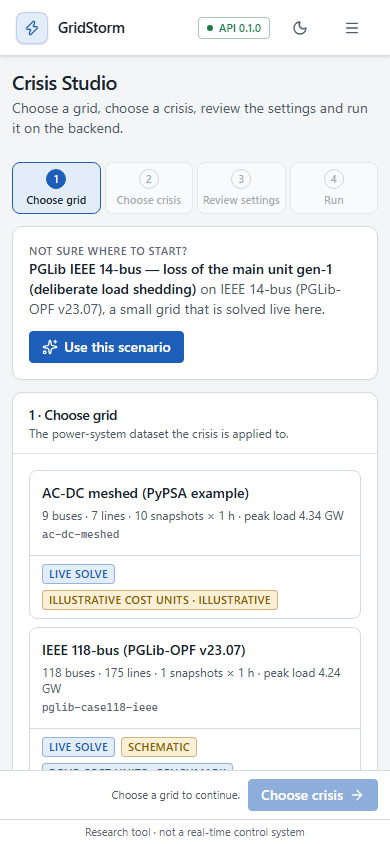 GridStorm
API 0.1.0
Crisis Studio
Choose a grid, choose a crisis, review the settings and run
it on the backend.
1
Choose grid
2
Choose crisis
3
Review settings
4
Run
NOT SURE WHERE TO START?
PGLib IEEE 14-bus — loss of the main unit gen-1
(deliberate load shedding) on IEEE 14-bus (PGLib-
OPF v23.07), a small grid that is solved live here.
Use this scenario
1 · Choose grid
The power-system dataset the crisis is applied to.
AC-DC meshed (PyPSA example)
9 buses · 7 lines · 10 snapshots × 1 h · peak load 4.34 GW
ac-dc-meshed
LIVE SOLVE
ILLUSTRATIVE COST UNITS · ILLUSTRATIVE
IEEE 118-bus (PGLib-OPF v23.07)
118 buses · 175 lines · 1 snapshots × 1 h · peak load 4.24
GW
pglib-case118-ieee
LIVE SOLVE
SCHEMATIC
Choose a grid to continue.
Choose crisis
Research tool · not a real-time control system